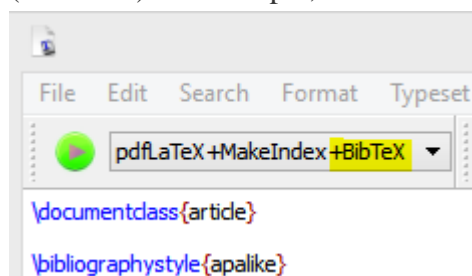 File Edit Search Format Typeset
pdfLaTeX+MakeIndex+BibTeX
\documentclass{article}
\bibliographystyle{apalike}